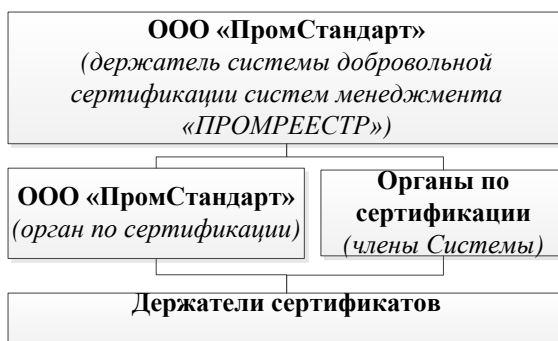 ООО «ПромСтандарт»
(держатель системы добровольной
сертификации систем менеджмента
«ПРОМРЕЕСТР»)
ООО «ПромСтандарт»
(орган по сертификации)
Органы по
сертификации
(члены Системы)
Держатели сертификатов